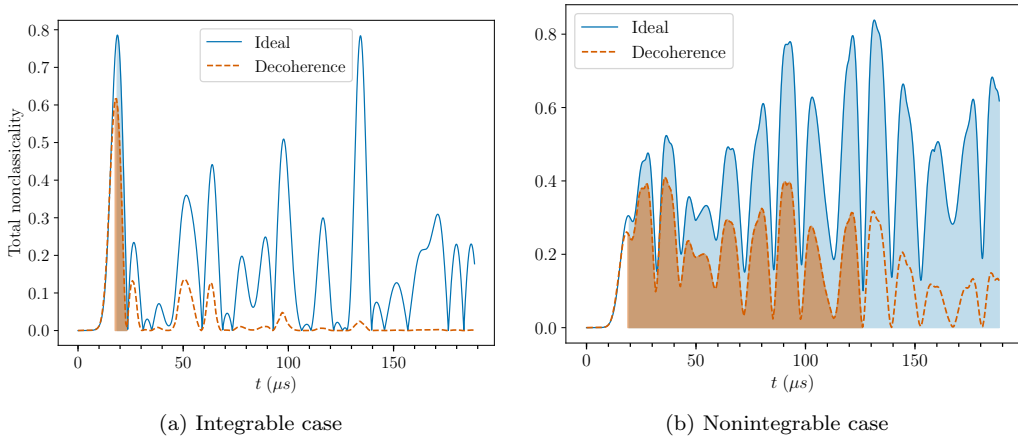 Total nonclassicality
0.8
0.7
0.6
0.5
0.4
0.3
0.2
0.1
0.0
Ideal
Decoherence
0 50 100 150
t (μs)
(a) Integrable case
0.8
0.6
0.4
0.2
0.0
Ideal
Decoherence
0 50 100 150
t (μs)
(b) Nonintegrable case